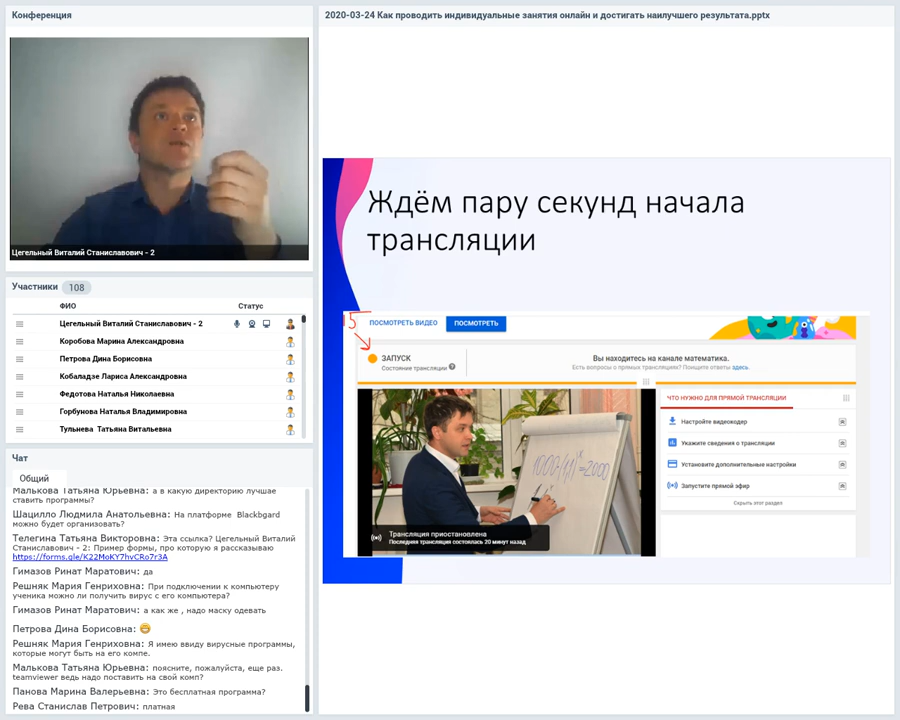 Конференция
Цегельный Виталий Станиславович - 2
Участники 108
ФИО Статус
Цегельный Виталий Станиславович - 2
Коробова Марина Александровна
Петрова Дина Борисовна
Кобаладзе Лариса Александровна
Федотова Наталья Николаевна
Горбунова Наталья Владимировна
Тульнева Татьяна Витальевна
Чат
Общий
Малькова Татьяна Юрьевна: а в какую директорию лучшее
ставить програмы?
Шацилло Людмила Анатольевна: На платформе Blackbgard
можно будет организовать?
Телегина Татьяна Викторовна: Эта ссылка? Цегельный Виталий
Станиславович - 2: Пример формы, про которую я рассказываю
https://forms.gle/K22MoKY7hvCRo7r3A
Гимазов Ринат Маратович: да
Решняк Мария Генриховна: При подключении к компьютеру
ученика можно ли получить вирус с его компьютера?
Гимазов Ринат Маратович: а как же , надо маску одевать
Петрова Дина Борисовна:
Решняк Мария Генриховна: Я имею ввиду вирусные программы,
которые могут быть на его компе.
Малькова Татьяна Юрьевна: поясните, пожалуйста, еще раз.
teamviewer ведь надо поставить на свой комп?
Панова Марина Валерьевна: Это бесплатная программа?
Рева Станислав Петрович: платная
2020-03-24 Как проводить индивидуальные занятия онлайн и достигать наилучшего результата.pptx
Ждём пару секунд начала
трансляции
15
ПОСМОТРЕТЬ ВИДЕО ПОСМОТРЕТЬ
ЗАПУСК
Состояние трансляции
Вы находитесь на канале математика.
Есть вопросы о прямых трансляциях? Поищите ответы здесь.
1000·(1,1)ˣ=2000
Трансляция приостановлена
Последняя трансляция состоялась 20 минут назад
ЧТО НУЖНО ДЛЯ ПРЯМОЙ ТРАНСЛЯЦИИ
Настройте видеокодер
Укажите сведения о трансляции
Установите дополнительные настройки
Запустите прямой эфир
Скрыть этот раздел